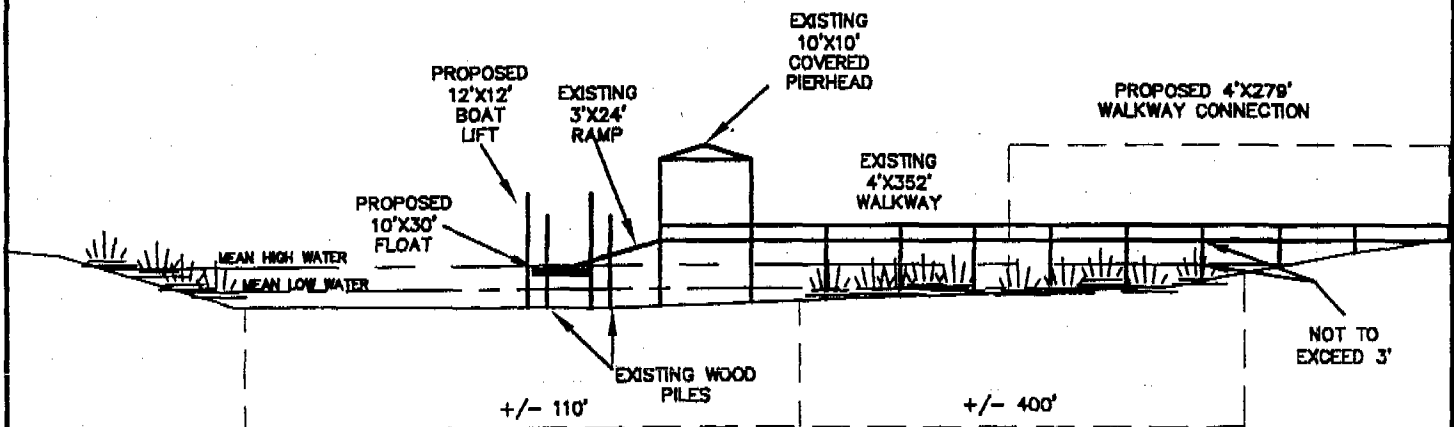 EXISTING
10'X10'
COVERED
PIERHEAD
PROPOSED
12'X12'
BOAT
LIFT
EXISTING
3'X24'
RAMP
PROPOSED 4'X279'
WALKWAY CONNECTION
EXISTING
4'X352'
WALKWAY
PROPOSED
10'X30'
FLOAT
MEAN HIGH WATER
MEAN LOW WATER
NOT TO
EXCEED 3'
EXISTING WOOD
PILES
+/- 110'
+/- 400'